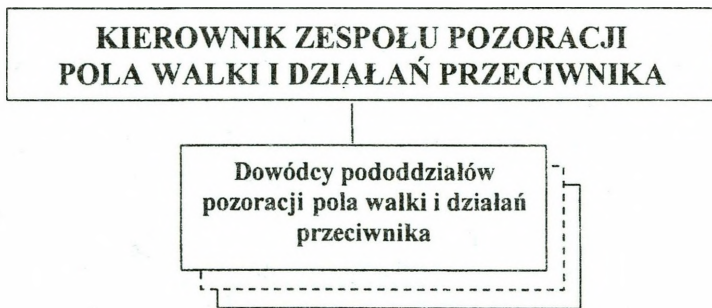 KIEROWNIK ZESPOŁU POZORACJI
POLA WALKI I DZIAŁAŃ PRZECIWNIKA
Dowódcy pododdziałów
pozoracji pola walki i działań
przeciwnika